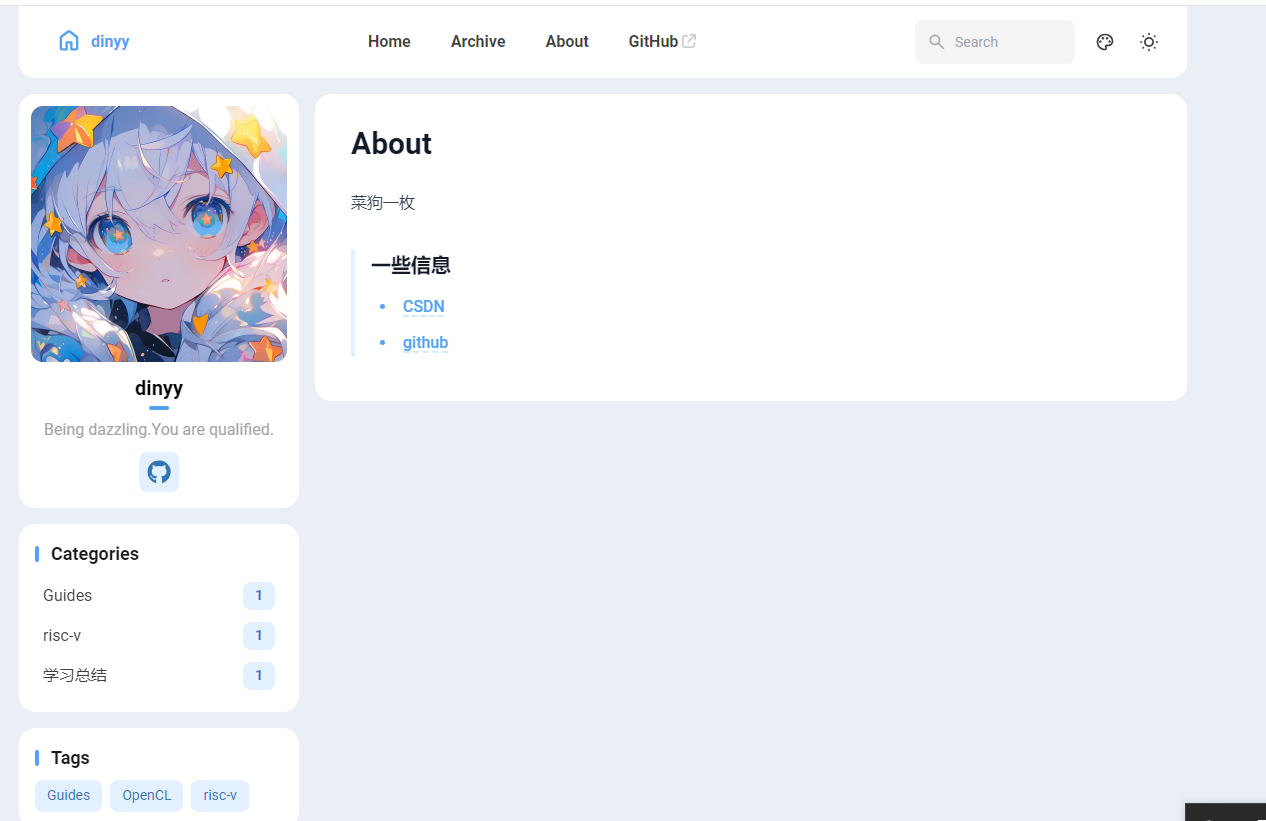 dinyy
Home Archive About GitHub
Search
dinyy
Being dazzling.You are qualified.
Categories
Guides 1
risc-v 1
学习总结 1
Tags
Guides OpenCL risc-v
About
菜狗一枚
一些信息
CSDN
github